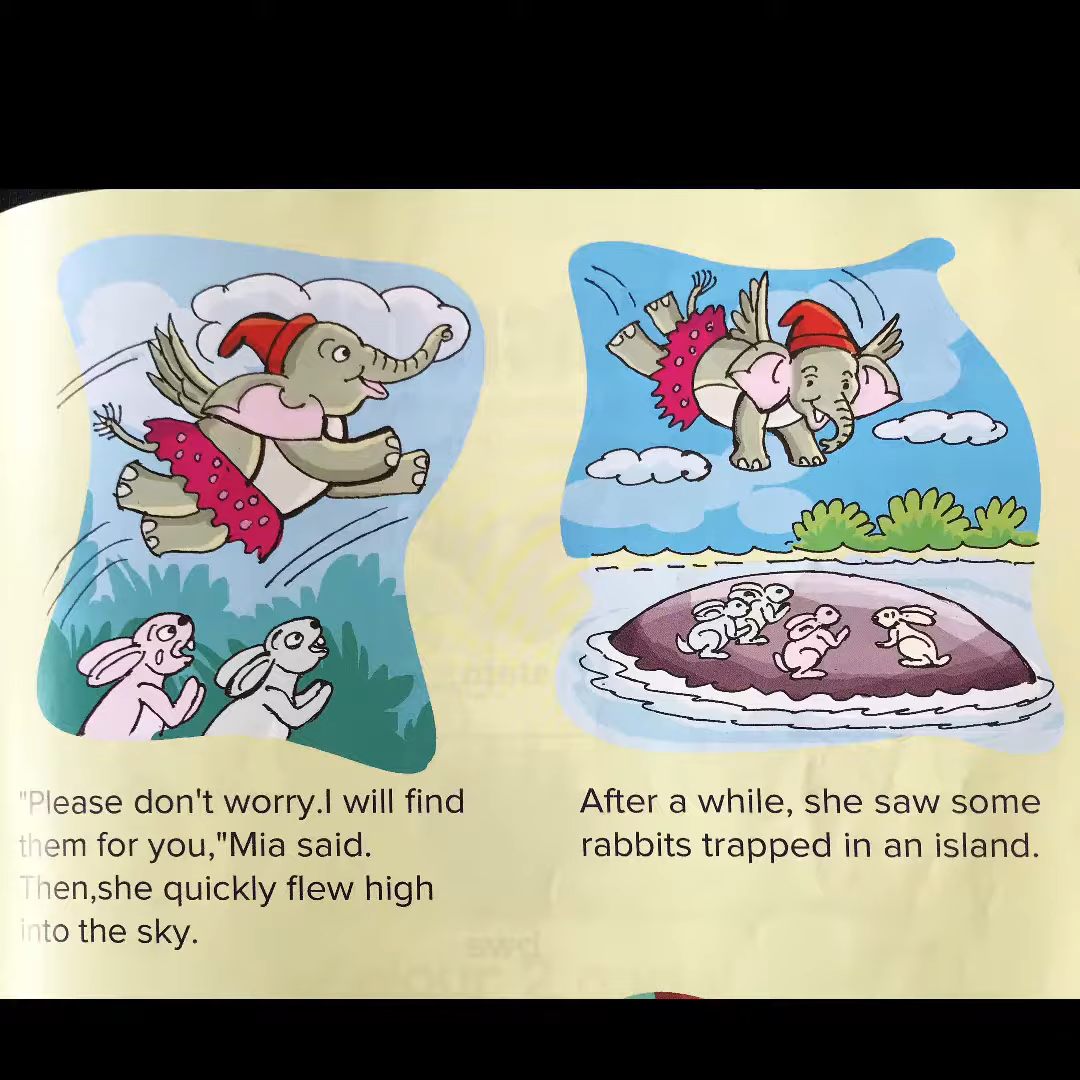 "Please don't worry.I will find
them for you,"Mia said.
Then,she quickly flew high
into the sky.
After a while, she saw some
rabbits trapped in an island.